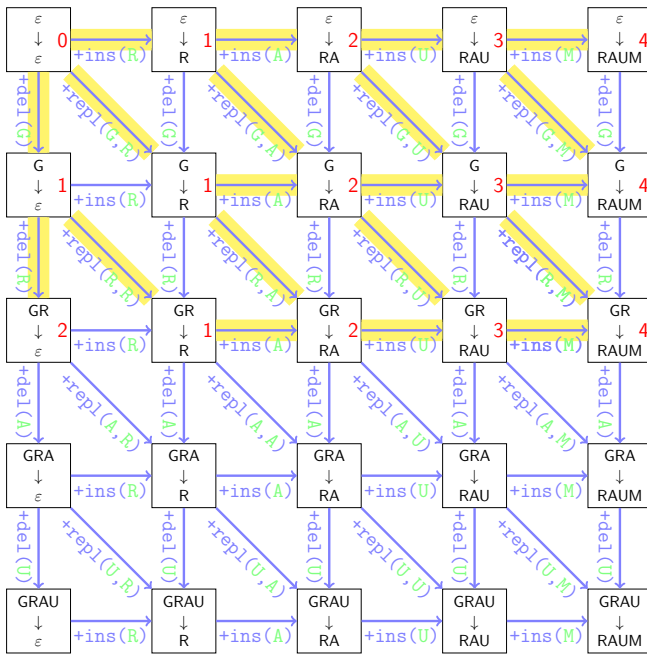 ε ε ε ε ε
↓ 0 ↓ 1 ↓ 2 ↓ 3 ↓ 4
ε +ins(R) R +ins(A) RA +ins(U) RAU +ins(M) RAUM
+del(G) +repl(G,R) +del(G) +repl(G,A) +del(G) +repl(G,U) +del(G) +repl(G,M) +del(G)
G G G G G
↓ 1 ↓ 1 ↓ 2 ↓ 3 ↓ 4
ε +ins(R) R +ins(A) RA +ins(U) RAU +ins(M) RAUM
+del(R) +repl(R,R) +del(R) +repl(R,A) +del(R) +repl(R,U) +del(R) +repl(R,M) +del(R)
GR GR GR GR GR
↓ 2 ↓ 1 ↓ 2 ↓ 3 ↓ 4
ε +ins(R) R +ins(A) RA +ins(U) RAU +ins(M) RAUM
+del(A) +repl(A,R) +del(A) +repl(A,A) +del(A) +repl(A,U) +del(A) +repl(A,M) +del(A)
GRA GRA GRA GRA GRA
↓ ↓ ↓ ↓ ↓
ε +ins(R) R +ins(A) RA +ins(U) RAU +ins(M) RAUM
+del(U) +repl(U,R) +del(U) +repl(U,A) +del(U) +repl(U,U) +del(U) +repl(U,M) +del(U)
GRAU GRAU GRAU GRAU GRAU
↓ ↓ ↓ ↓ ↓
ε +ins(R) R +ins(A) RA +ins(U) RAU +ins(M) RAUM